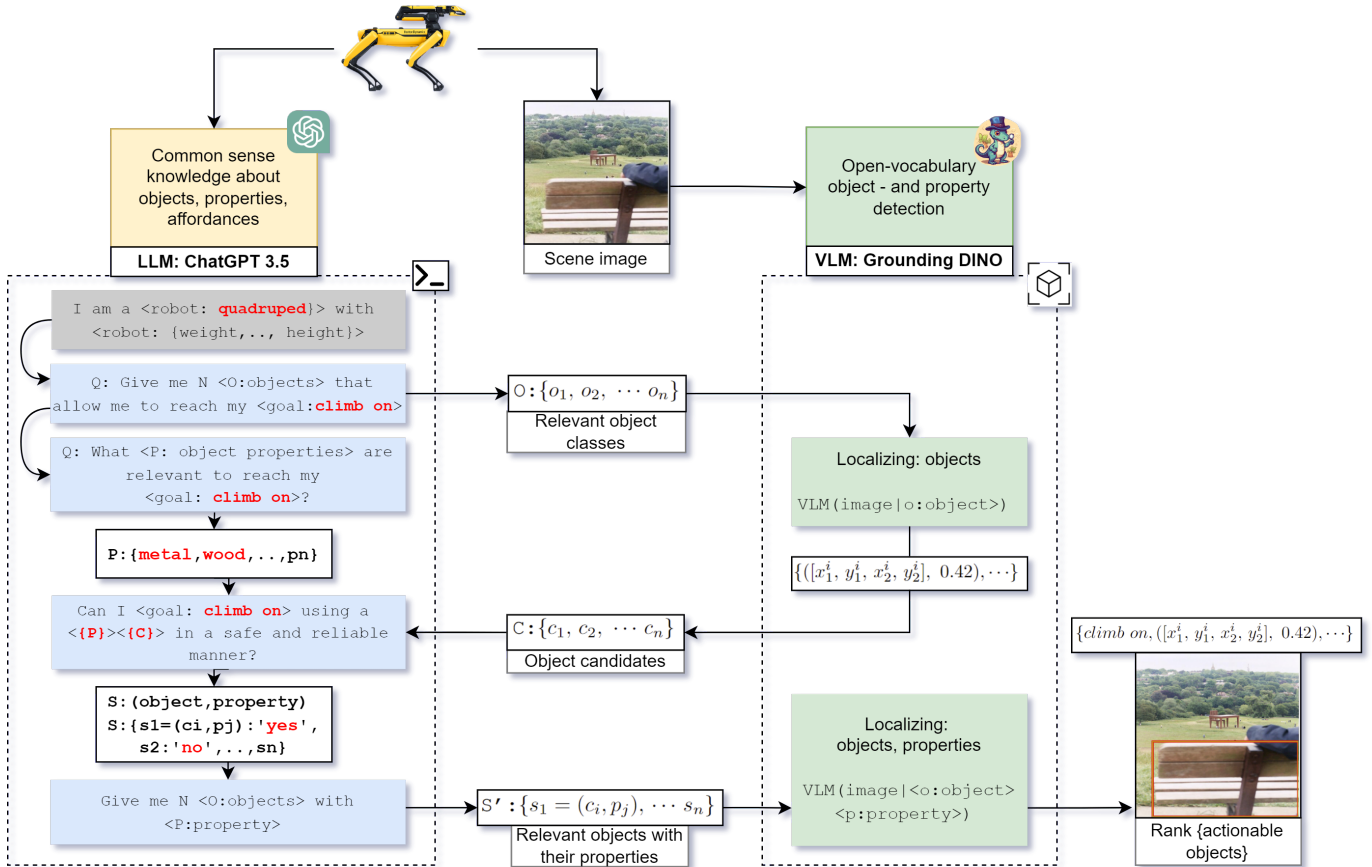 Common sense
knowledge about
objects, properties,
affordances
LLM: ChatGPT 3.5
Scene image
Open-vocabulary
object - and property
detection
VLM: Grounding DINO
I am a <robot: quadruped}> with
<robot: {weight,.., height}>
Q: Give me N <O:objects> that
allow me to reach my <goal:climb on>
Q: What <P: object properties> are
relevant to reach my
<goal: climb on>?
P:{metal,wood,..,pn}
Can I <goal: climb on> using a
<{P}><{C}> in a safe and reliable
manner?
S:(object,property)
S:{s1=(ci,pj):'yes',
s2:'no',..,sn}
Give me N <O:objects> with
<P:property>
O:{o₁, o₂, ⋯ oₙ}
Relevant object
classes
Localizing: objects
VLM(image|o:object>)
{([x₁ⁱ, y₁ⁱ, x₂ⁱ, y₂ⁱ], 0.42),⋯}
C:{c₁, c₂, ⋯ cₙ}
Object candidates
S′:{s₁ = (cᵢ, pⱼ), ⋯ sₙ}
Relevant objects with
their properties
Localizing:
objects, properties
VLM(image|<o:object>
<p:property>)
{climb on, ([x₁ⁱ, y₁ⁱ, x₂ⁱ, y₂ⁱ], 0.42),⋯}
Rank {actionable
objects}